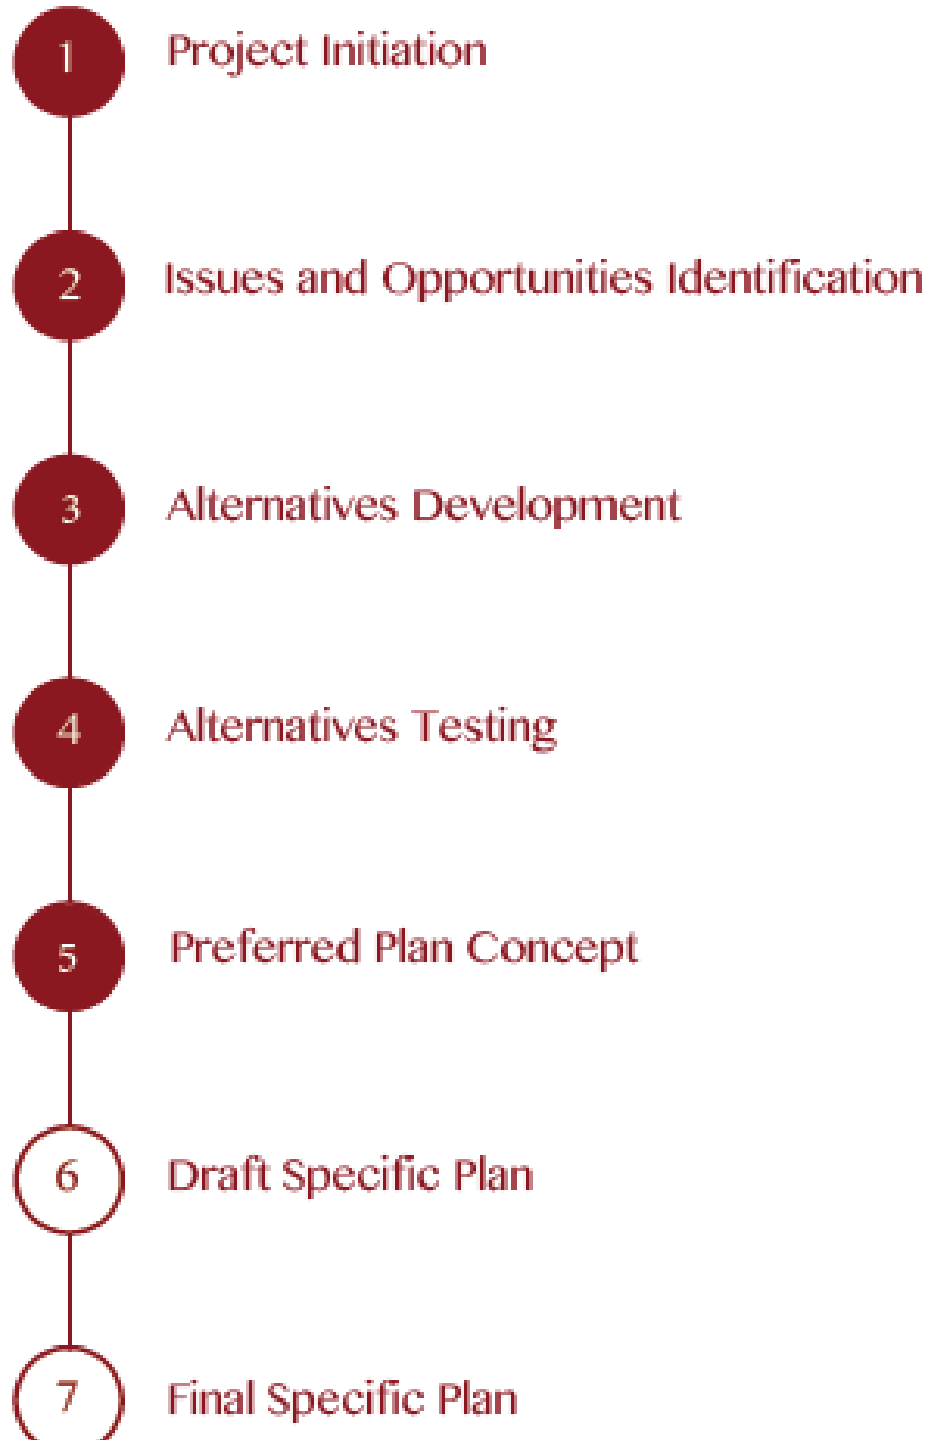 1 Project Initiation
2 Issues and Opportunities Identification
3 Alternatives Development
4 Alternatives Testing
5 Preferred Plan Concept
6 Draft Specific Plan
7 Final Specific Plan